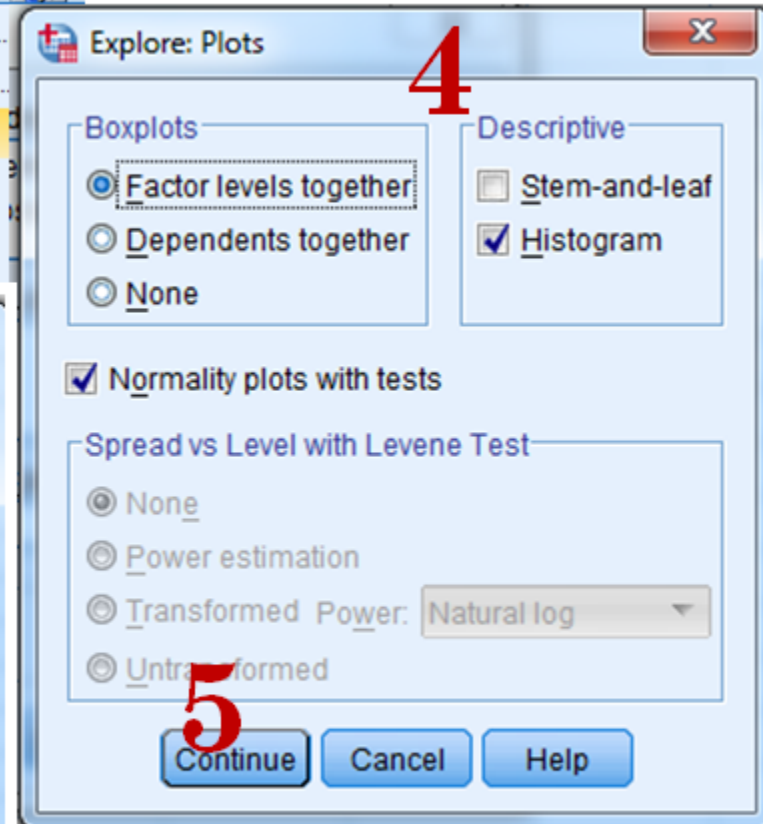 Explore: Plots
4
Boxplots
Factor levels together
Dependents together
None
Descriptive
Stem-and-leaf
Histogram
Normality plots with tests
Spread vs Level with Levene Test
None
Power estimation
Transformed Power: Natural log
Untransformed
5
Continue Cancel Help